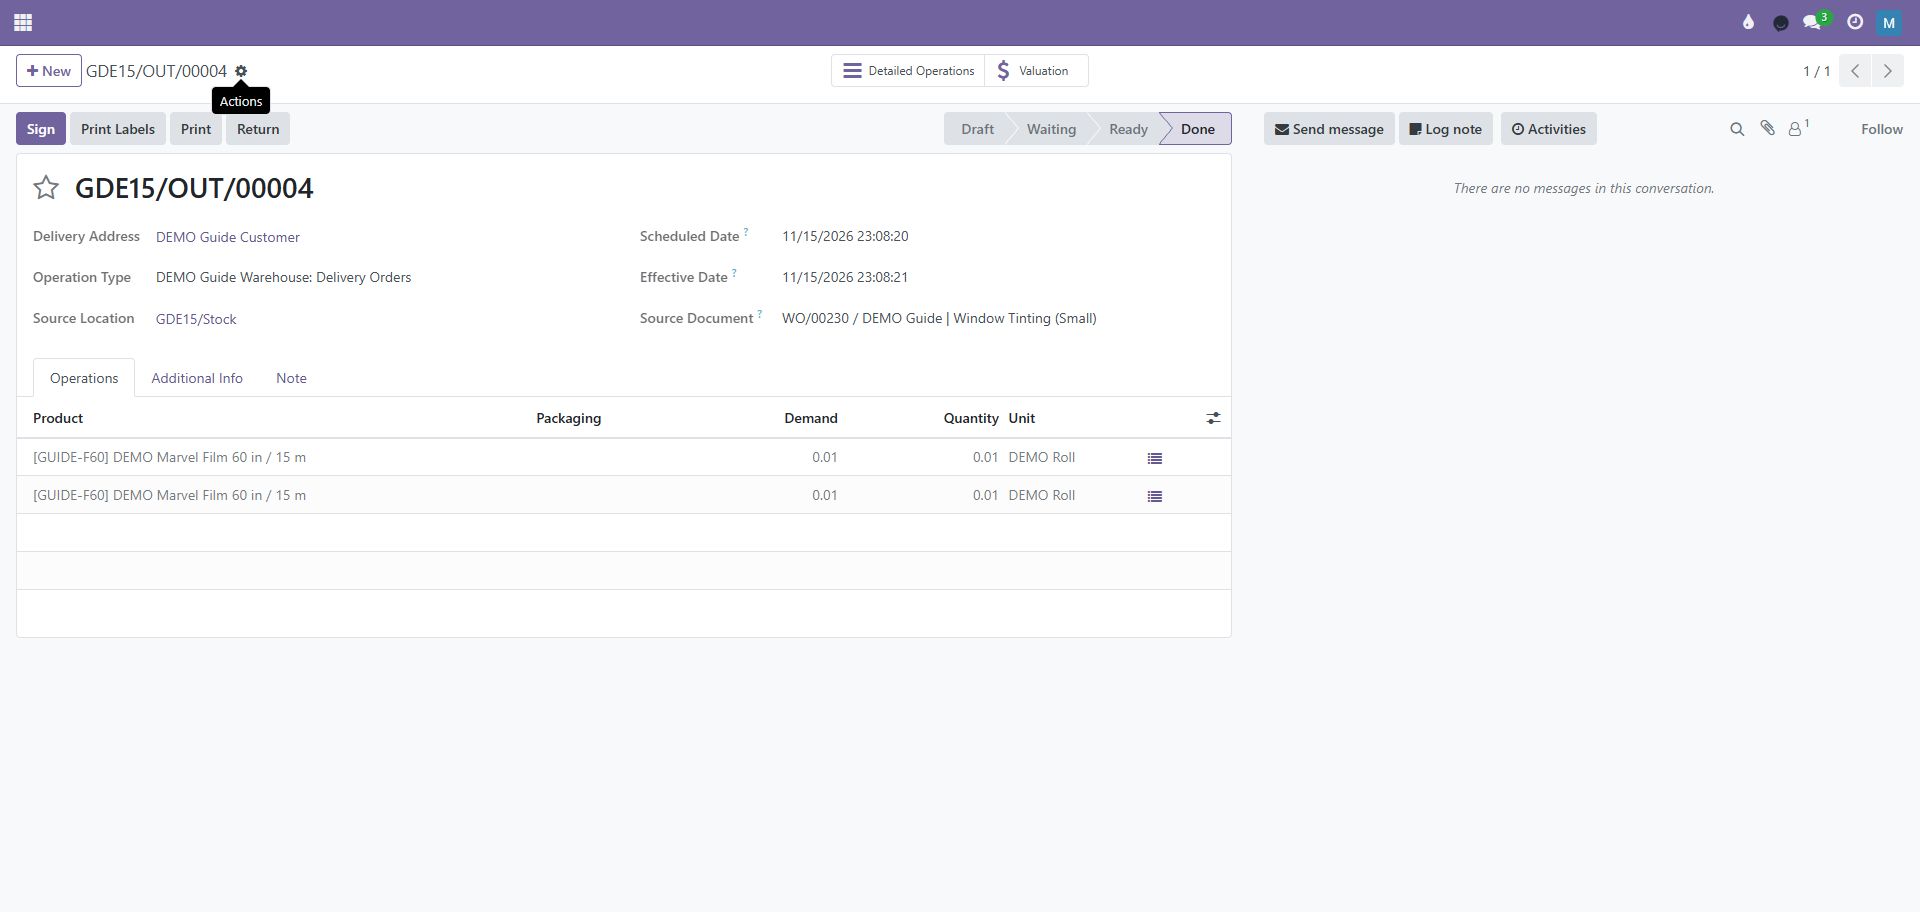 3
M
New
GDE15/OUT/00004
Detailed Operations
Valuation
1 / 1
Actions
Sign
Print Labels
Print
Return
Draft
Waiting
Ready
Done
Send message
Log note
Activities
1
Follow
GDE15/OUT/00004
There are no messages in this conversation.
Delivery Address DEMO Guide Customer
Scheduled Date ? 11/15/2026 23:08:20
Operation Type DEMO Guide Warehouse: Delivery Orders
Effective Date ? 11/15/2026 23:08:21
Source Location GDE15/Stock
Source Document ? WO/00230 / DEMO Guide | Window Tinting (Small)
Operations Additional Info Note
Product Packaging Demand Quantity Unit
[GUIDE-F60] DEMO Marvel Film 60 in / 15 m 0.01 0.01 DEMO Roll
[GUIDE-F60] DEMO Marvel Film 60 in / 15 m 0.01 0.01 DEMO Roll